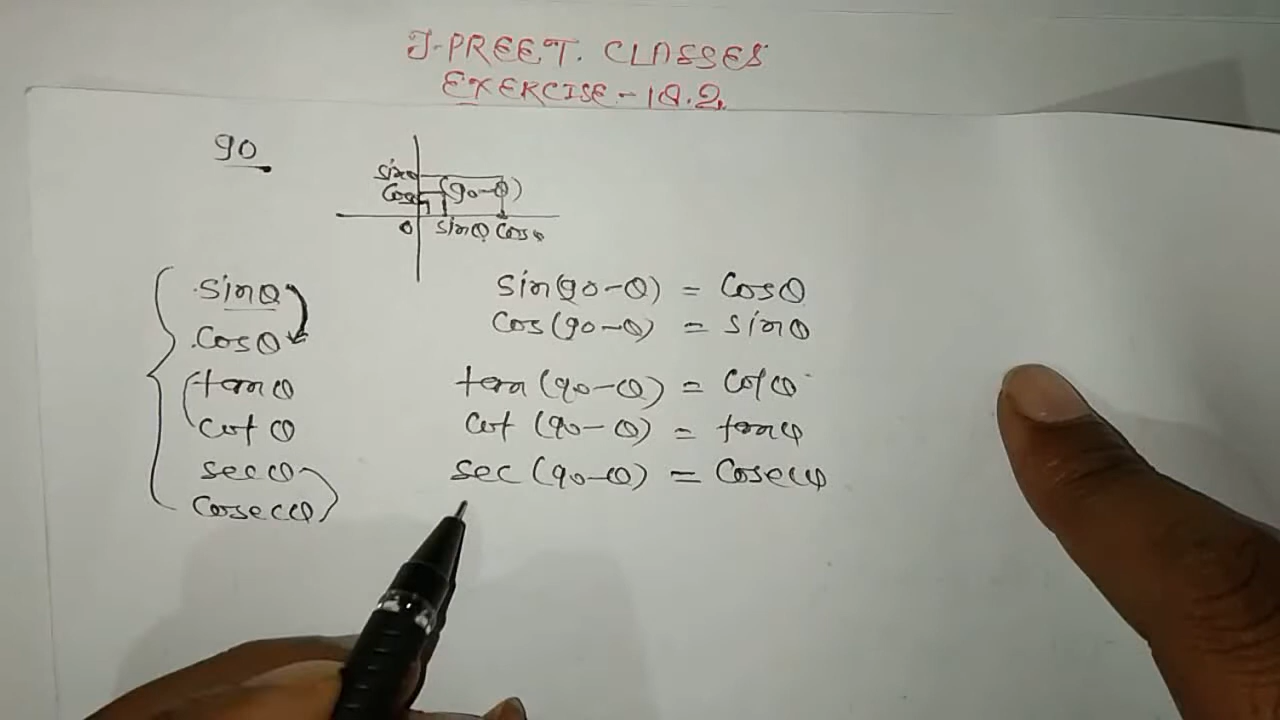 J-PREET. CLASSES
EXERCISE-18.2
90
sinθ
cosθ (90-θ)
0 sinθ cosθ
sinθ
cosθ
tanθ
cotθ
secθ
cosecθ
sin(90-θ) = cosθ
cos(90-θ) = sinθ
tan(90-θ) = cotθ
cot(90-θ) = tanθ
sec(90-θ) = cosecθ